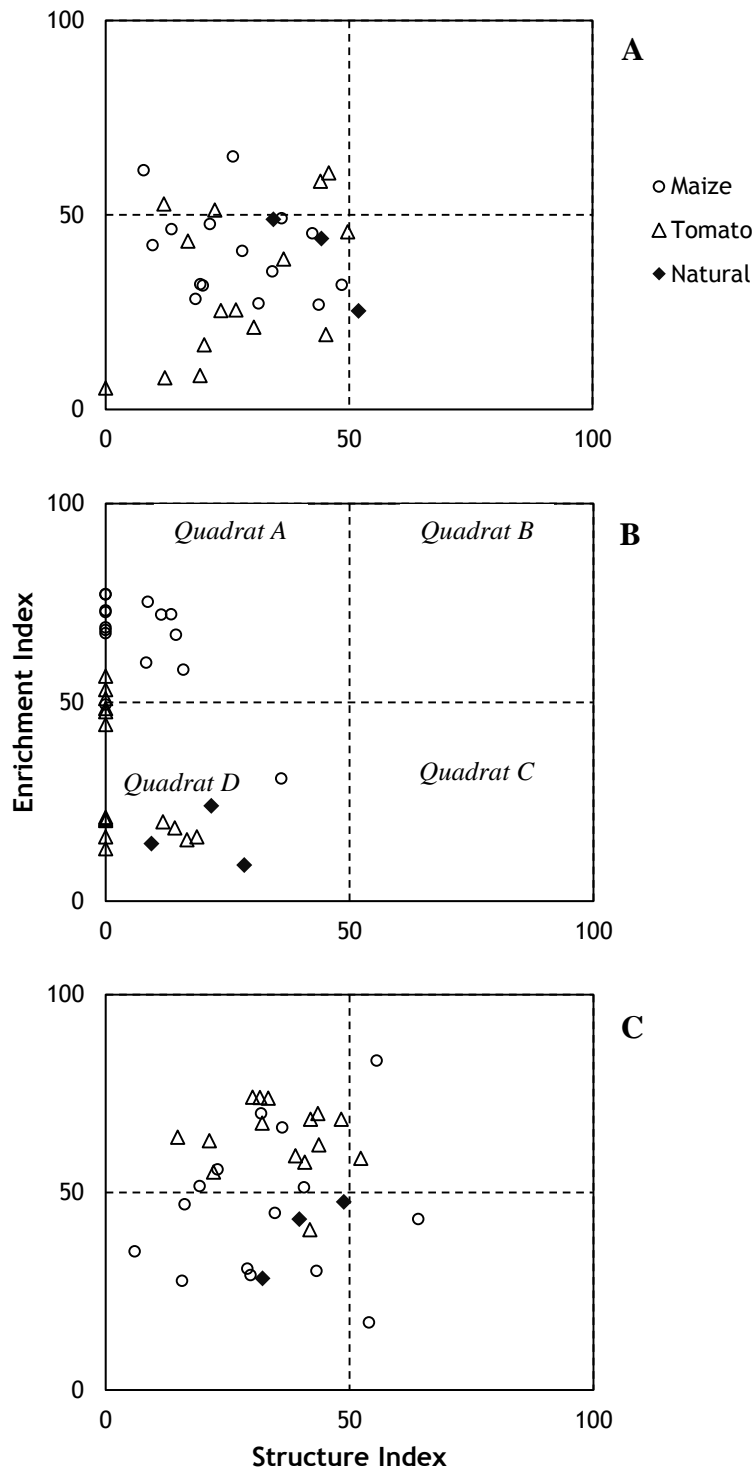 100
A
Maize
50
Tomato
Natural
0
0
50
100
100
Quadrat A
Quadrat B
B
Enrichment Index
50
Quadrat D
Quadrat C
0
0
50
100
100
C
50
0
0
50
100
Structure Index